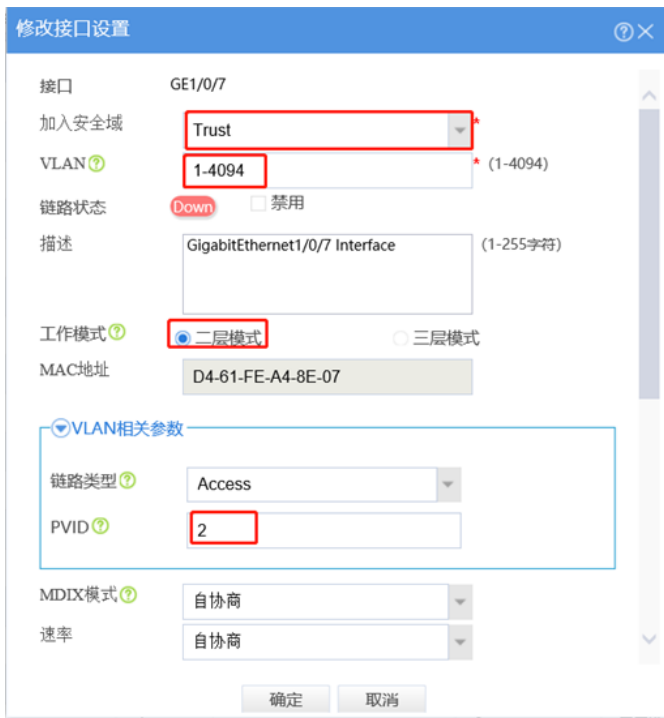 修改接口设置
接口 GE1/0/7
加入安全域 Trust *
VLAN 1-4094 * (1-4094)
链路状态 Down 禁用
描述 GigabitEthernet1/0/7 Interface (1-255字符)
工作模式 二层模式 三层模式
MAC地址 D4-61-FE-A4-8E-07
VLAN相关参数
链路类型 Access
PVID 2
MDIX模式 自协商
速率 自协商
确定 取消